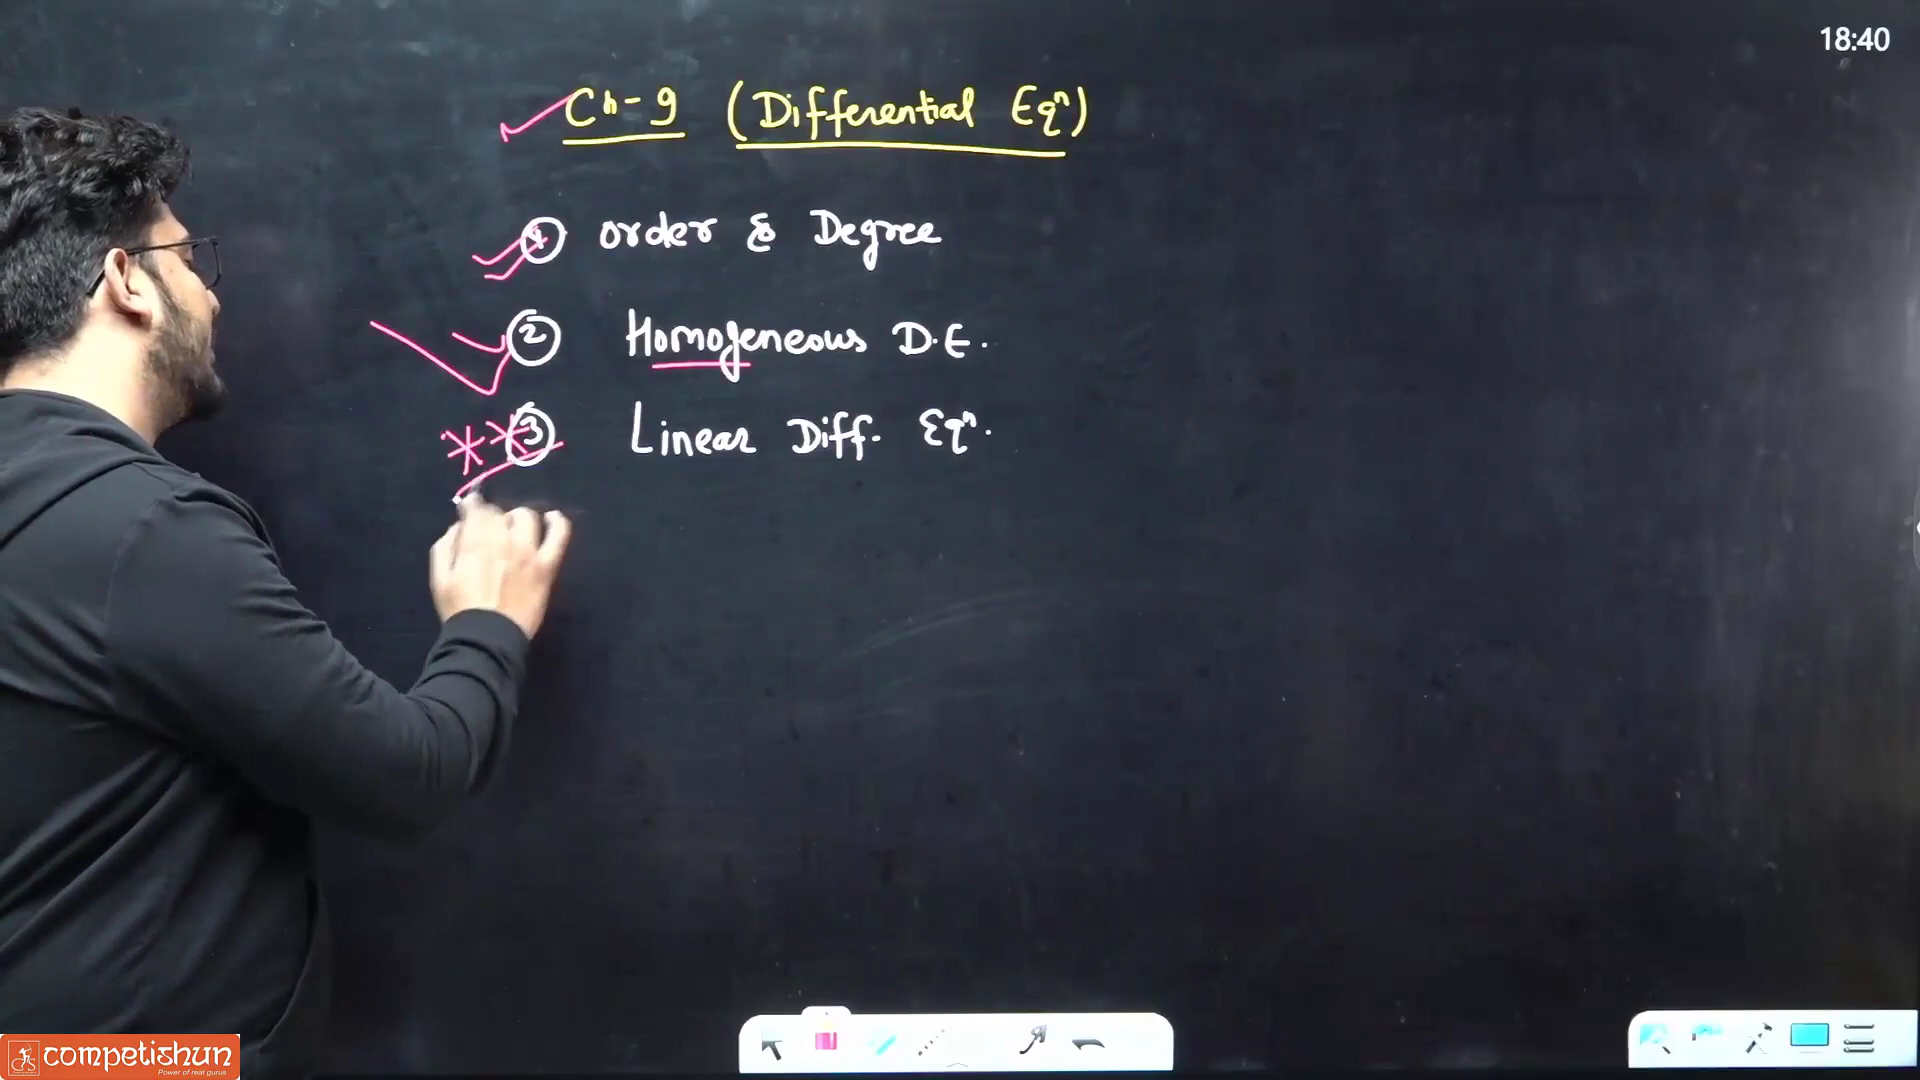 18:40
Ch-9 (Differential Eqⁿ)
① Order & Degree
② Homogeneous D.E.
③ Linear Diff. Eqⁿ.
competishun
Power of real gurus